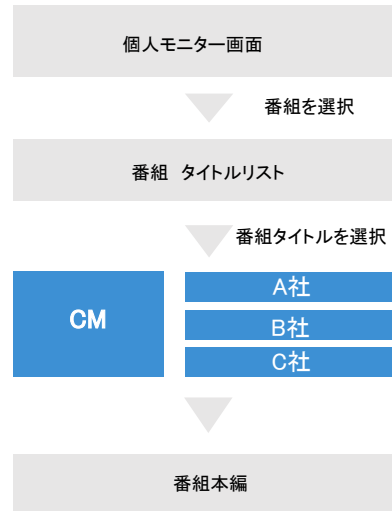 個人モニター画面
番組を選択
番組 タイトルリスト
番組タイトルを選択
CM
A社
B社
C社
番組本編